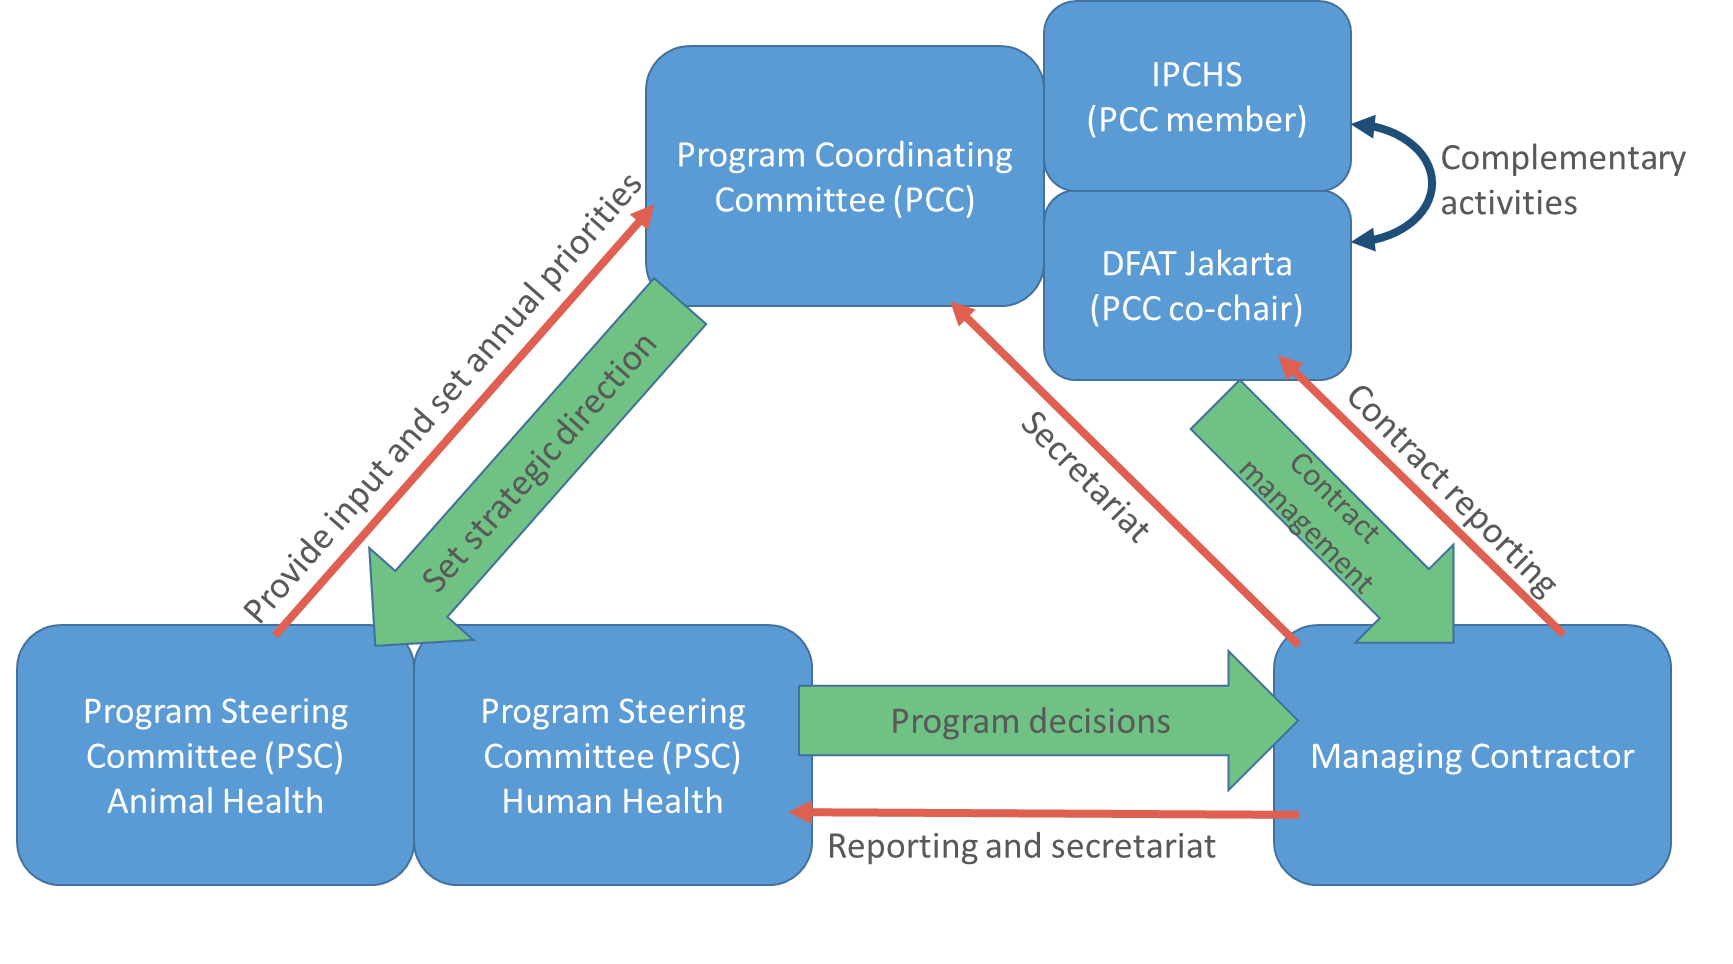 IPCHS
(PCC member)
Program Coordinating
Committee (PCC)
Complementary
activities
DFAT Jakarta
(PCC co-chair)
Provide input and set annual priorities
Set strategic direction
Secretariat
Contract
management
Contract reporting
Program Steering
Committee (PSC)
Animal Health
Program Steering
Committee (PSC)
Human Health
Program decisions
Managing Contractor
Reporting and secretariat